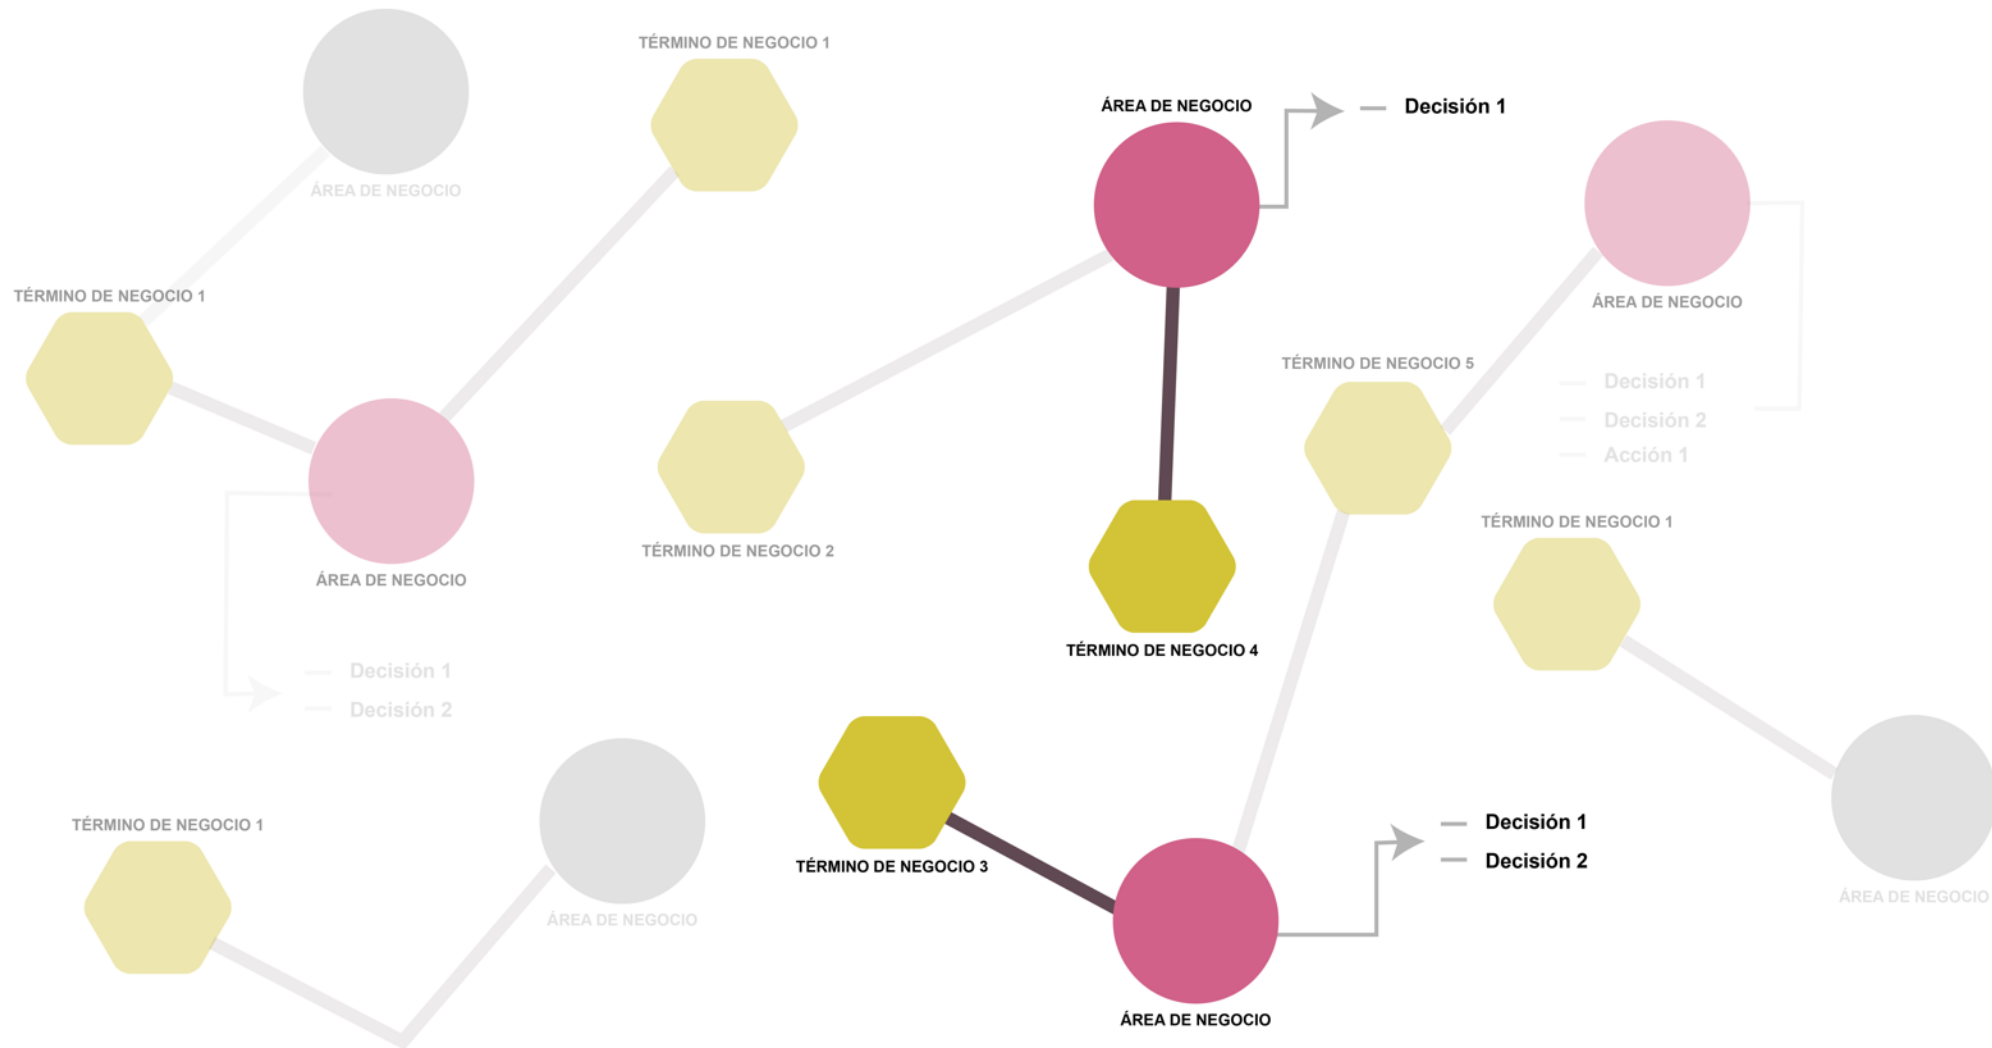 TÉRMINO DE NEGOCIO 1
ÁREA DE NEGOCIO
Decisión 1
ÁREA DE NEGOCIO
TÉRMINO DE NEGOCIO 1
ÁREA DE NEGOCIO
TÉRMINO DE NEGOCIO 5
Decisión 1
Decisión 2
Acción 1
TÉRMINO DE NEGOCIO 1
TÉRMINO DE NEGOCIO 2
ÁREA DE NEGOCIO
TÉRMINO DE NEGOCIO 4
Decisión 1
Decisión 2
TÉRMINO DE NEGOCIO 1
Decisión 1
Decisión 2
TÉRMINO DE NEGOCIO 3
ÁREA DE NEGOCIO
ÁREA DE NEGOCIO
ÁREA DE NEGOCIO